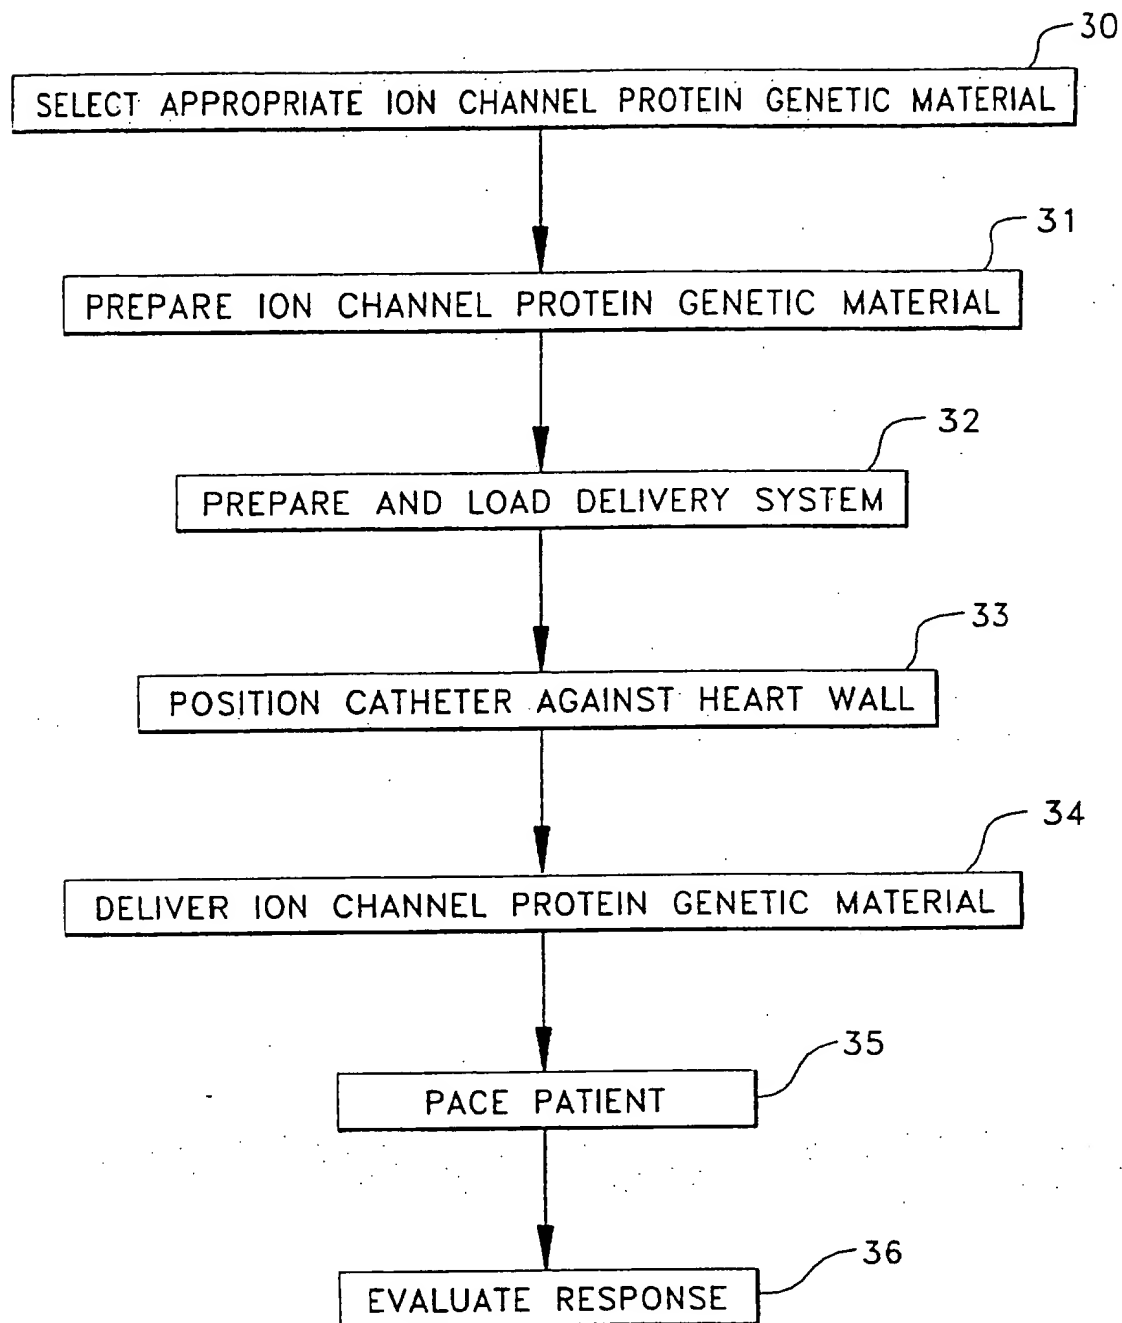 30
SELECT APPROPRIATE ION CHANNEL PROTEIN GENETIC MATERIAL
31
PREPARE ION CHANNEL PROTEIN GENETIC MATERIAL
32
PREPARE AND LOAD DELIVERY SYSTEM
33
POSITION CATHETER AGAINST HEART WALL
34
DELIVER ION CHANNEL PROTEIN GENETIC MATERIAL
35
PACE PATIENT
36
EVALUATE RESPONSE